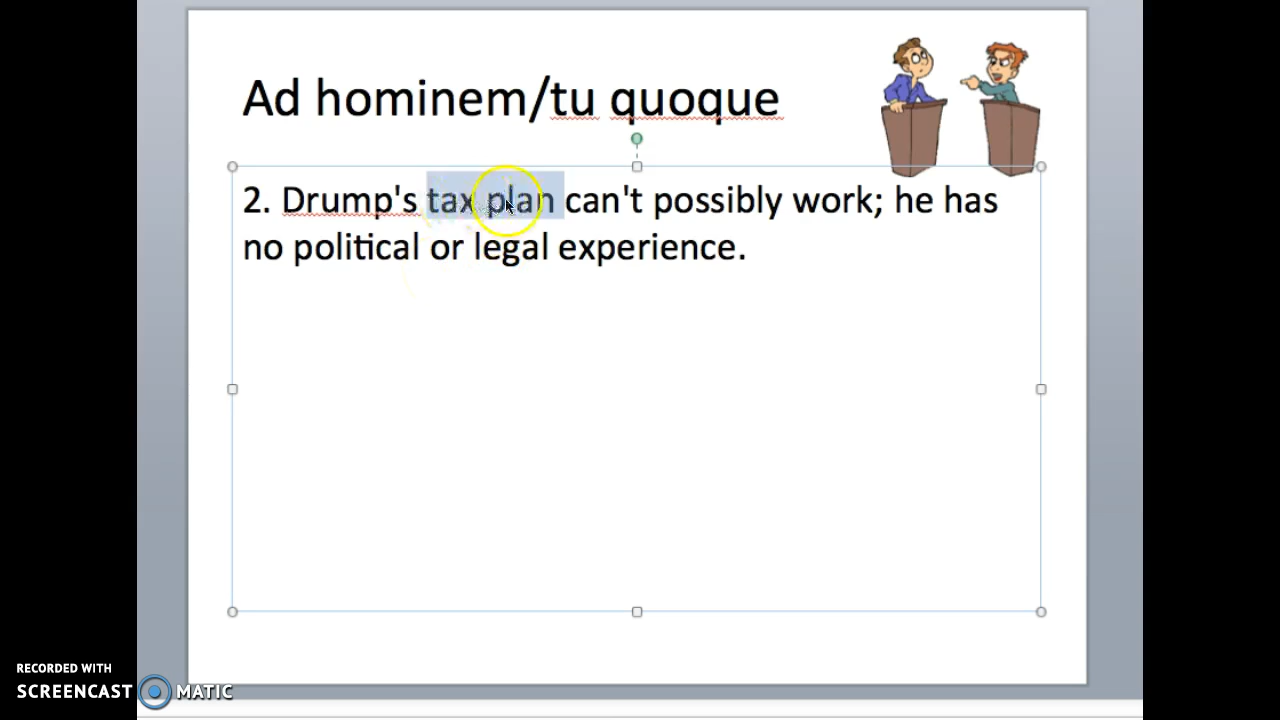 Ad hominem/tu quoque
2. Drump's tax plan can't possibly work; he has
no political or legal experience.
RECORDED WITH
SCREENCAST MATIC